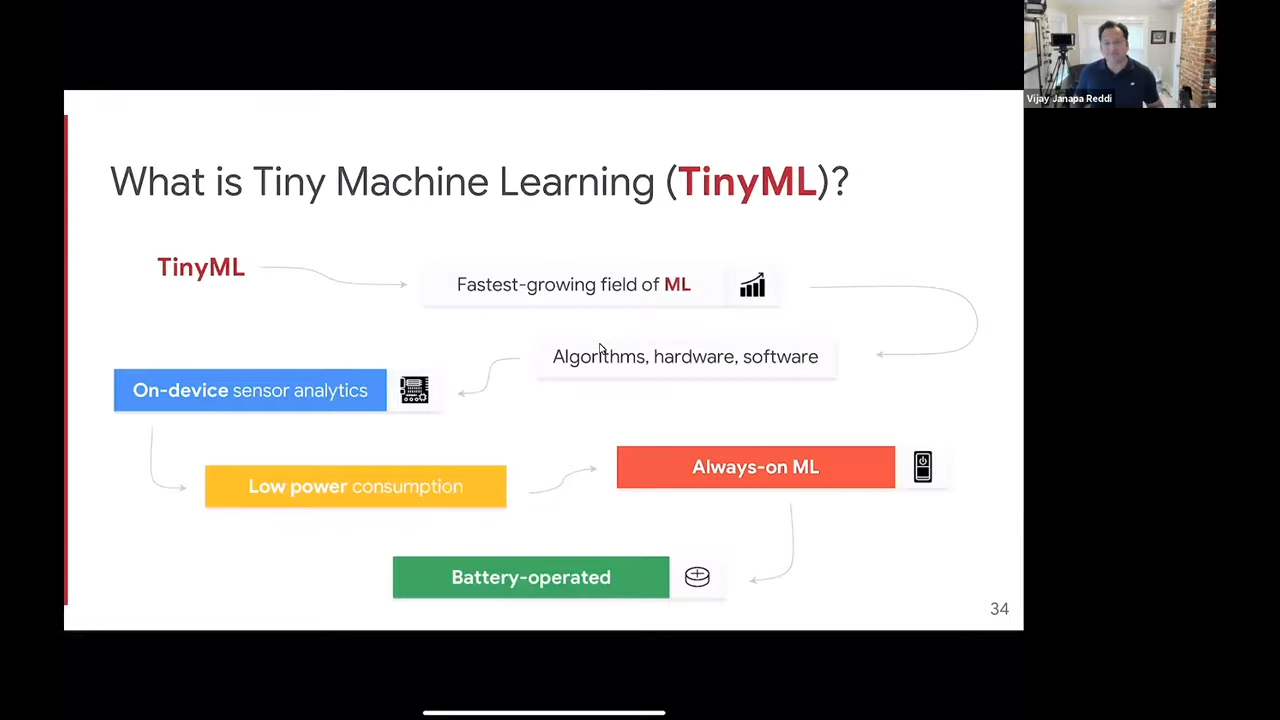 Vijay Janapa Reddi
What is Tiny Machine Learning (TinyML)?
TinyML
Fastest-growing field of ML
Algorithms, hardware, software
On-device sensor analytics
Low power consumption
Always-on ML
Battery-operated
34